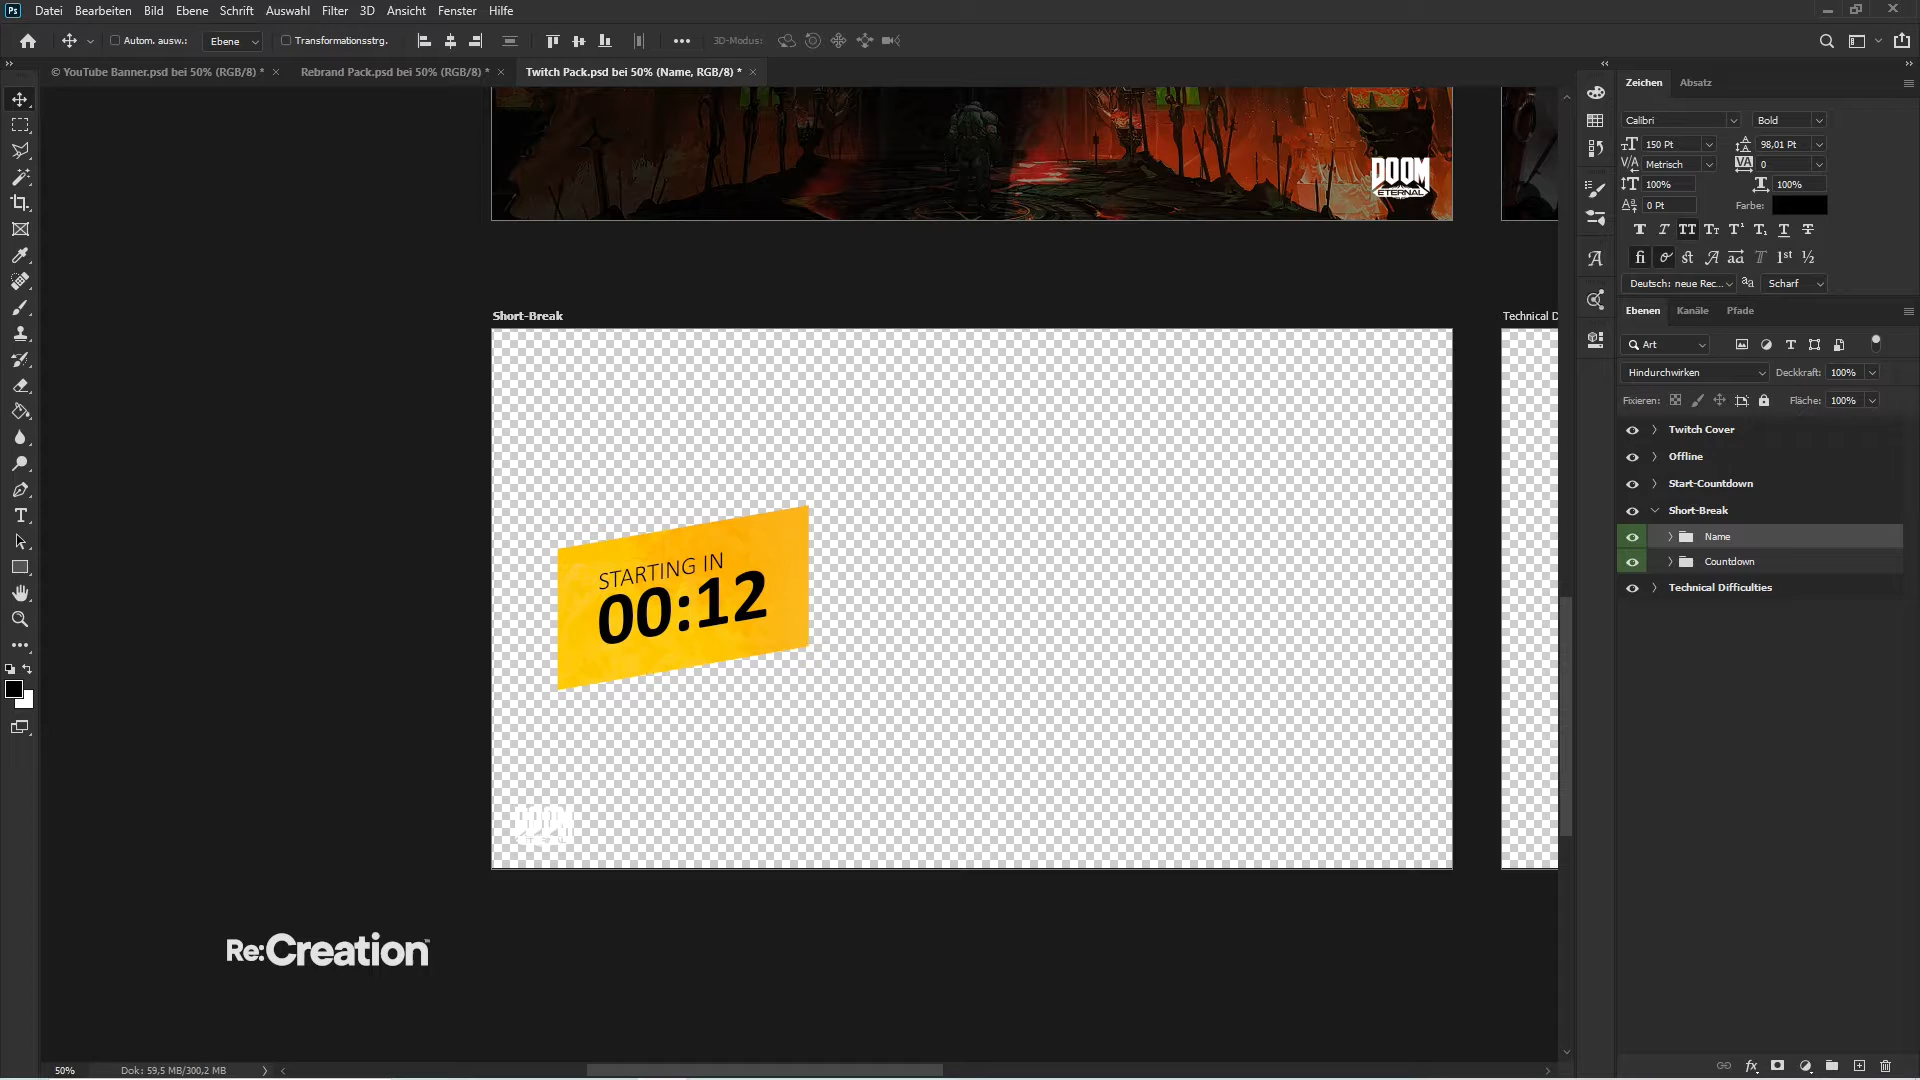 Ps Datei Bearbeiten Bild Ebene Schrift Auswahl Filter 3D Ansicht Fenster Hilfe
Autom. ausw.: Ebene Transformationsstrg. 3D-Modus:
© YouTube Banner.psd bei 50% (RGB/8) * Rebrand Pack.psd bei 50% (RGB/8) * Twitch Pack.psd bei 50% (Name, RGB/8) *
Zeichen Absatz
Calibri Bold
150 Pt 98,01 Pt
Metrisch 0
100% 100%
0 Pt Farbe:
Deutsch: neue Rec... Scharf
Ebenen Kanäle Pfade
Art
Hindurchwirken Deckkraft: 100%
Fixieren: Fläche: 100%
Twitch Cover
Offline
Start-Countdown
Short-Break
Name
Countdown
Technical Difficulties
DOOM
ETERNAL
Short-Break
Technical D
STARTING IN
00:12
DOOM
ETERNAL
Re:Creation™
50% Dok: 59,5 MB/300,2 MB